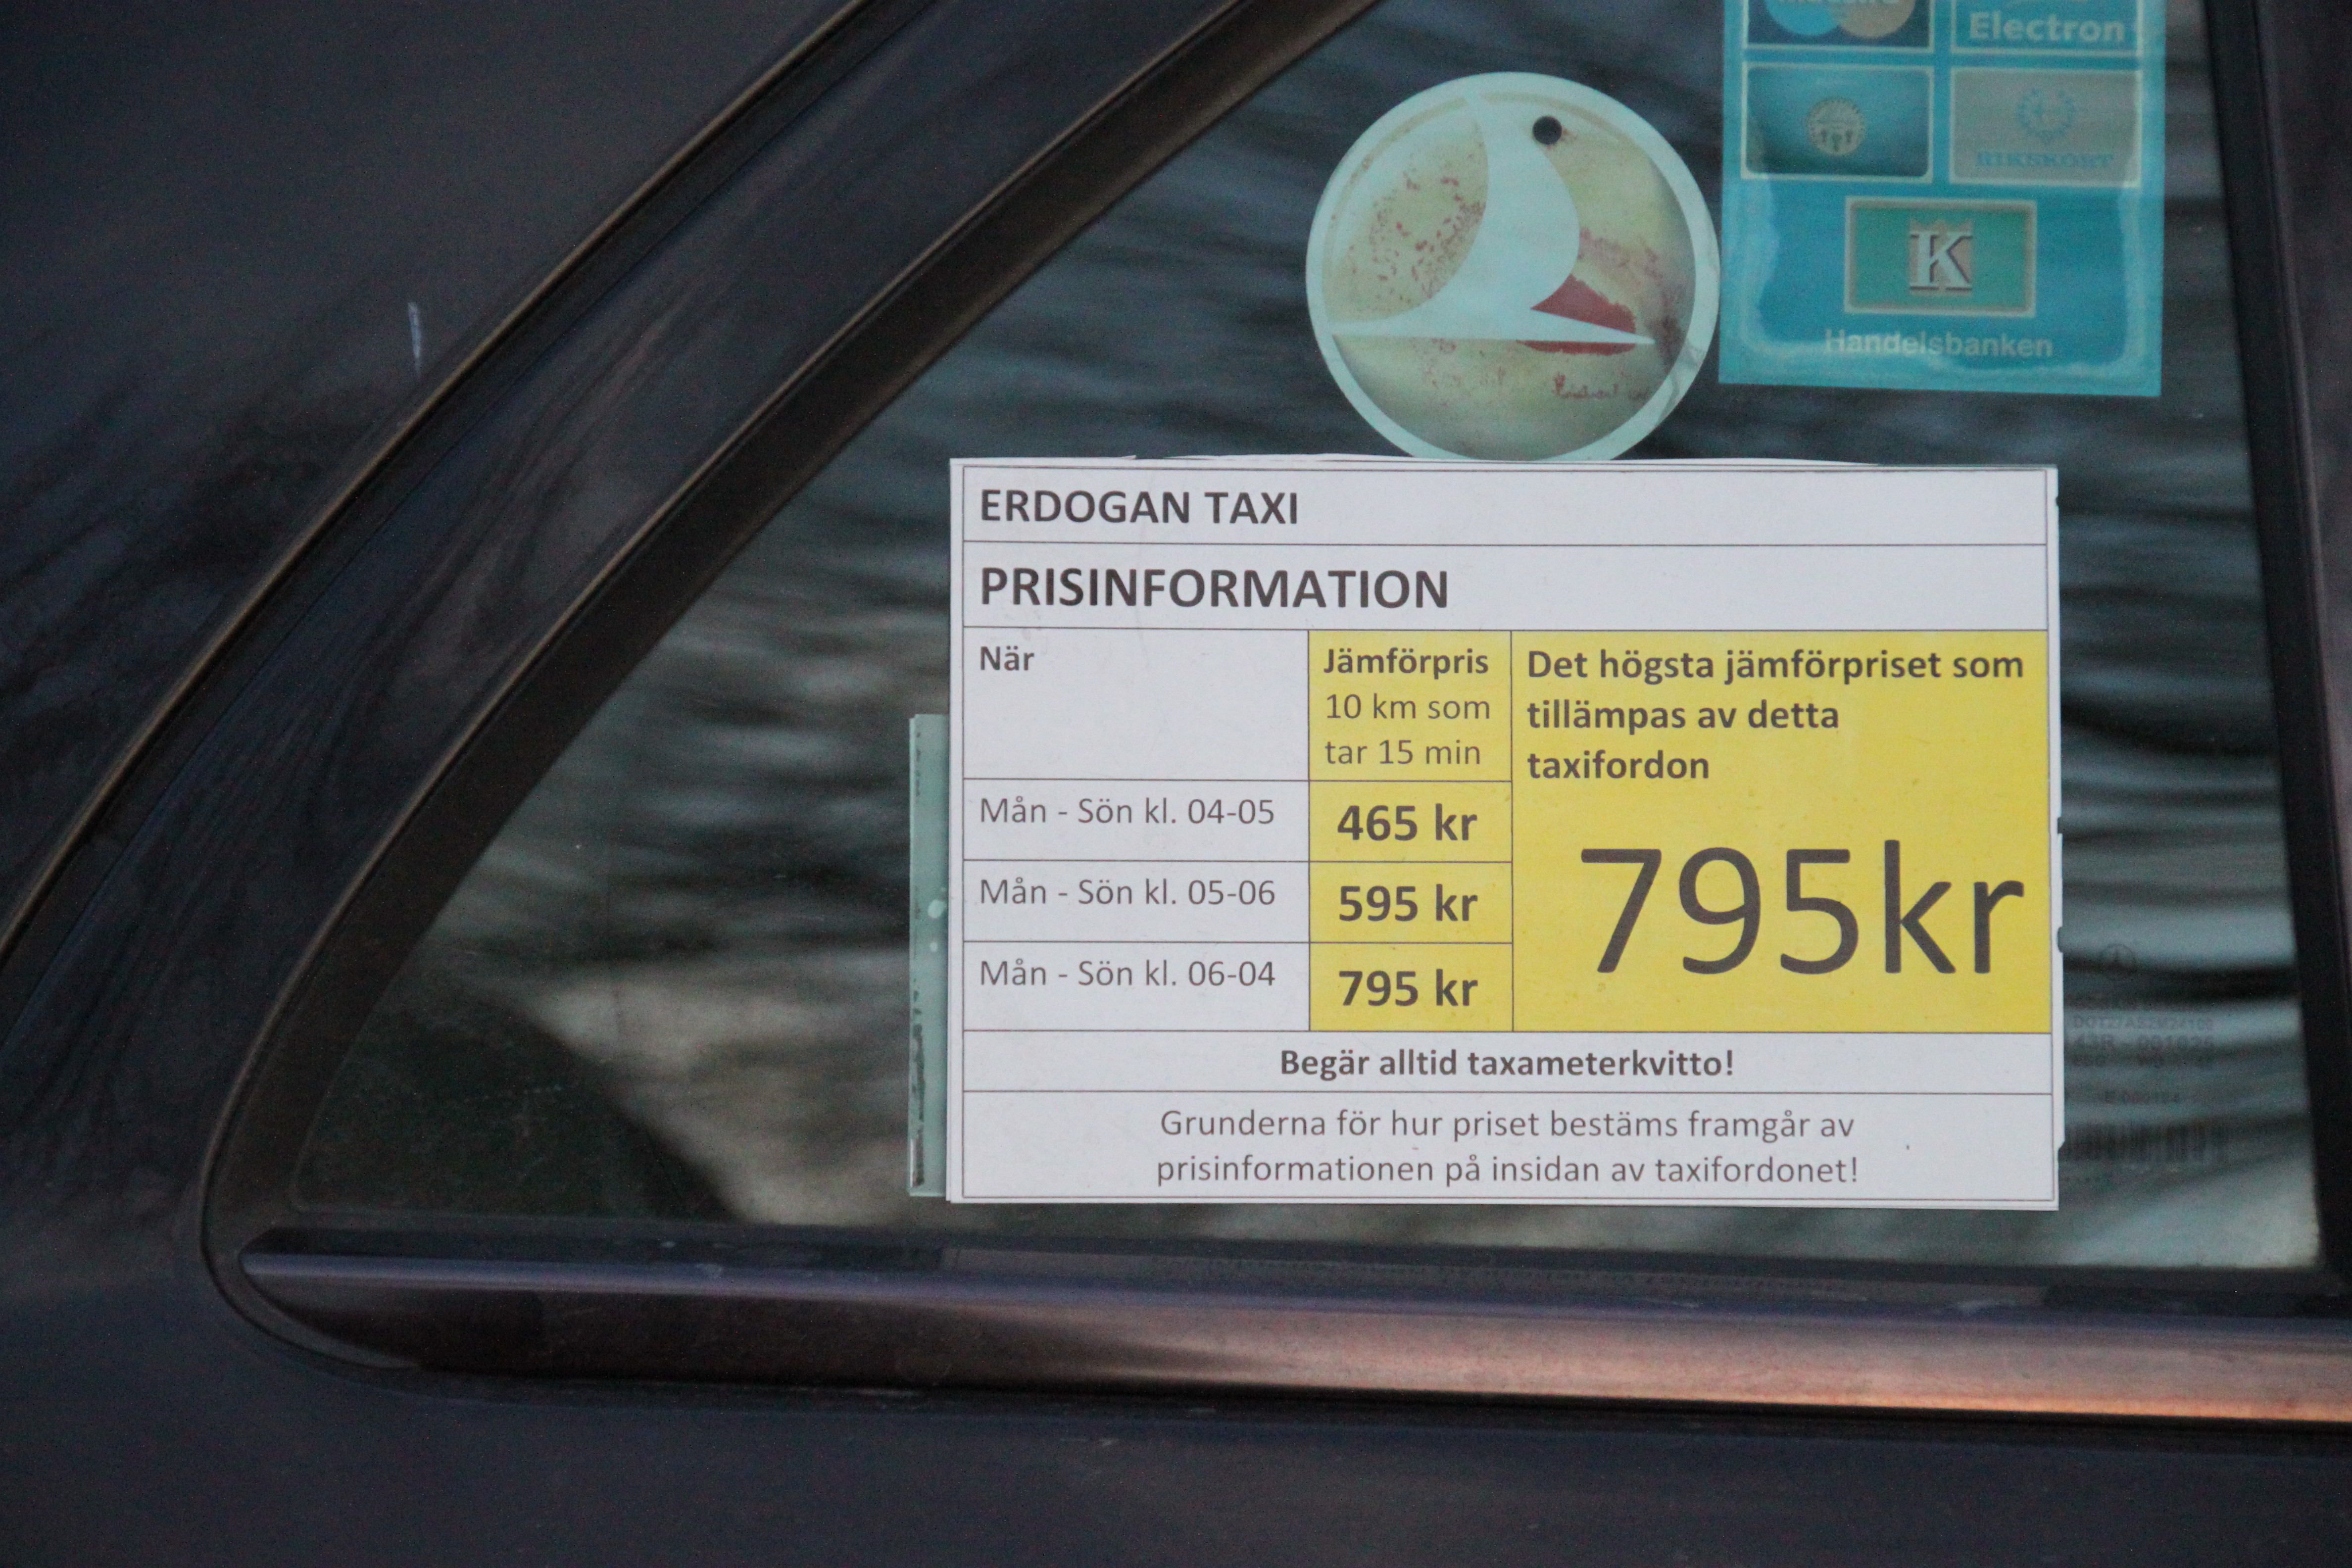 Electron
RIKSKORT
K
Handelsbanken
ERDOGAN TAXI
PRISINFORMATION
När
Jämförpris
10 km som
tar 15 min
Det högsta jämförpriset som
tillämpas av detta
taxifordon
795kr
Mån - Sön kl. 04-05
465 kr
Mån - Sön kl. 05-06
595 kr
Mån - Sön kl. 06-04
795 kr
Begär alltid taxameterkvitto!
Grunderna för hur priset bestäms framgår av
prisinformationen på insidan av taxifordonet!